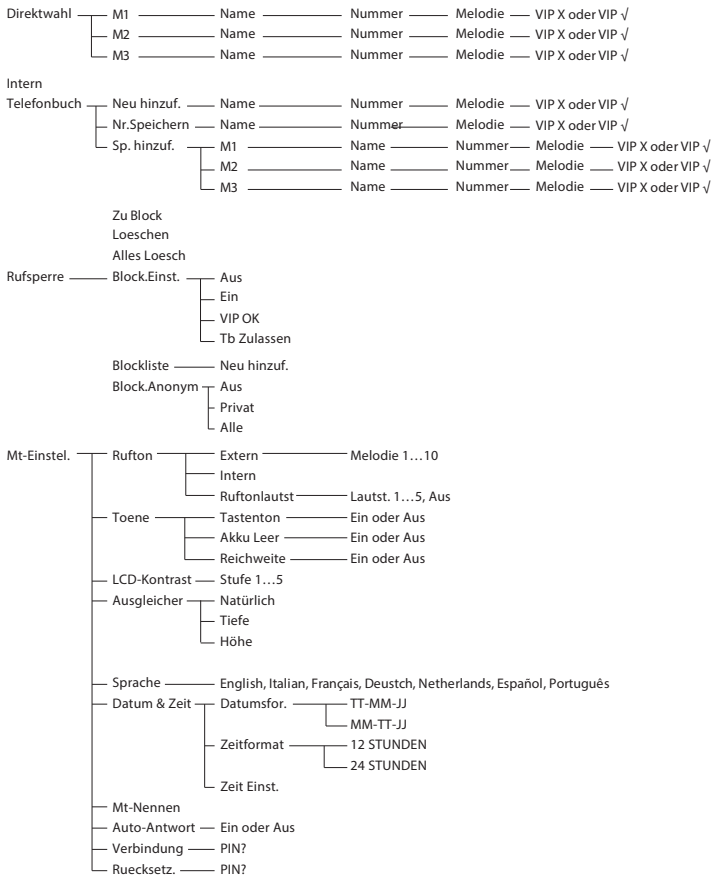 Direktwahl M1 Name Nummer Melodie VIP X oder VIP √
M2 Name Nummer Melodie VIP X oder VIP √
M3 Name Nummer Melodie VIP X oder VIP √
Intern
Telefonbuch Neu hinzuf. Name Nummer Melodie VIP X oder VIP √
Nr.Speichern Name Nummer Melodie VIP X oder VIP √
Sp. hinzuf. M1 Name Nummer Melodie VIP X oder VIP √
M2 Name Nummer Melodie VIP X oder VIP √
M3 Name Nummer Melodie VIP X oder VIP √
Zu Block
Loeschen
Alles Loesch
Rufsperre Block.Einst. Aus
Ein
VIP OK
Tb Zulassen
Blockliste Neu hinzuf.
Block.Anonym Aus
Privat
Alle
Mt-Einstel. Rufton Extern Melodie 1...10
Intern
Ruftonlautst Lautst. 1...5, Aus
Toene Tastenton Ein oder Aus
Akku Leer Ein oder Aus
Reichweite Ein oder Aus
LCD-Kontrast Stufe 1...5
Ausgleicher Natürlich
Tiefe
Höhe
Sprache English, Italian, Français, Deustch, Netherlands, Español, Português
Datum & Zeit Datumsfor. TT-MM-JJ
MM-TT-JJ
Zeitformat 12 STUNDEN
24 STUNDEN
Zeit Einst.
Mt-Nennen
Auto-Antwort Ein oder Aus
Verbindung PIN?
Ruecksetz. PIN?